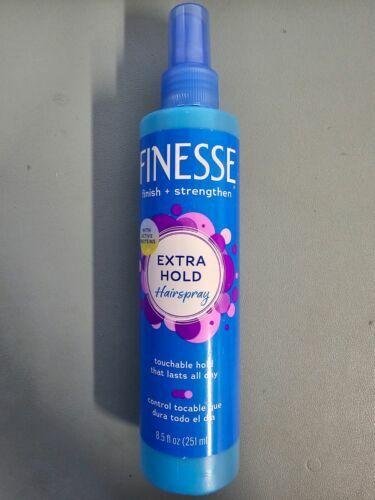 FINESSE
finish + strengthen
WITH
ACTIVE
PROTEINS
EXTRA
HOLD
Hairspray
touchable hold
that lasts all day
control tocable que
dura todo el día
8.5 fl oz (251 ml)